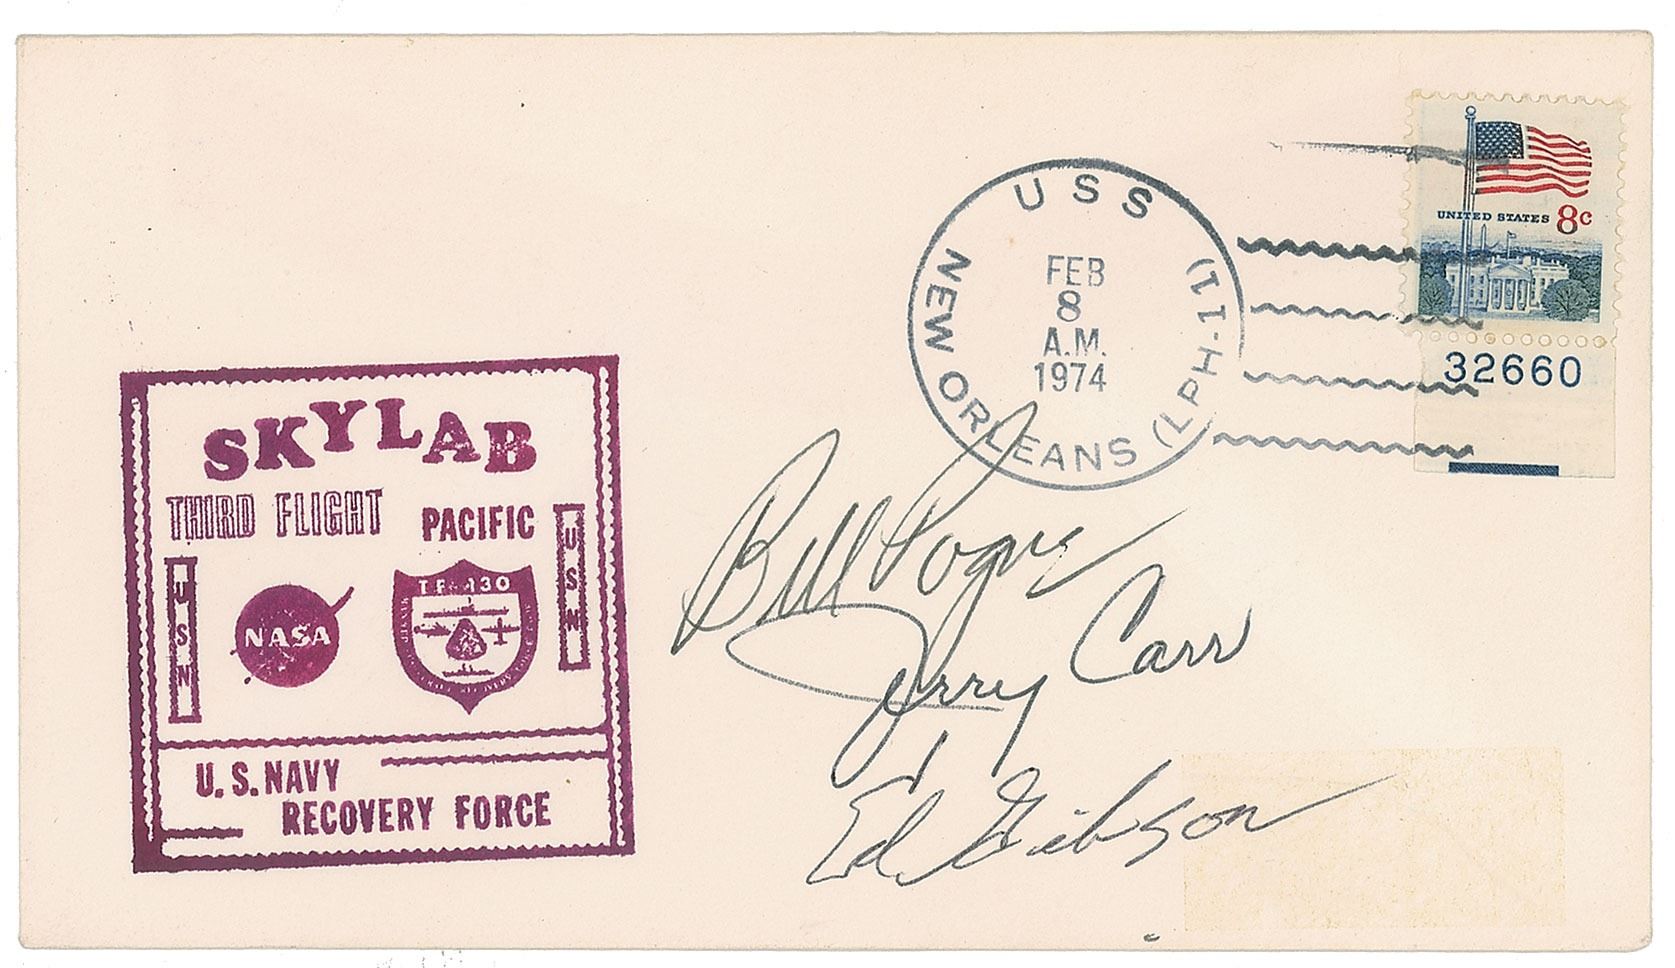 SKYLAB
THIRD FLIGHT
PACIFIC
USN
USN
NASA
TF-130
U.S. NAVY
RECOVERY FORCE
USS
NEW ORLEANS (LPH-11)
FEB
8
A.M.
1974
UNITED STATES 8c
32660
Bill Pogue
Jerry Carr
Ed Gibson